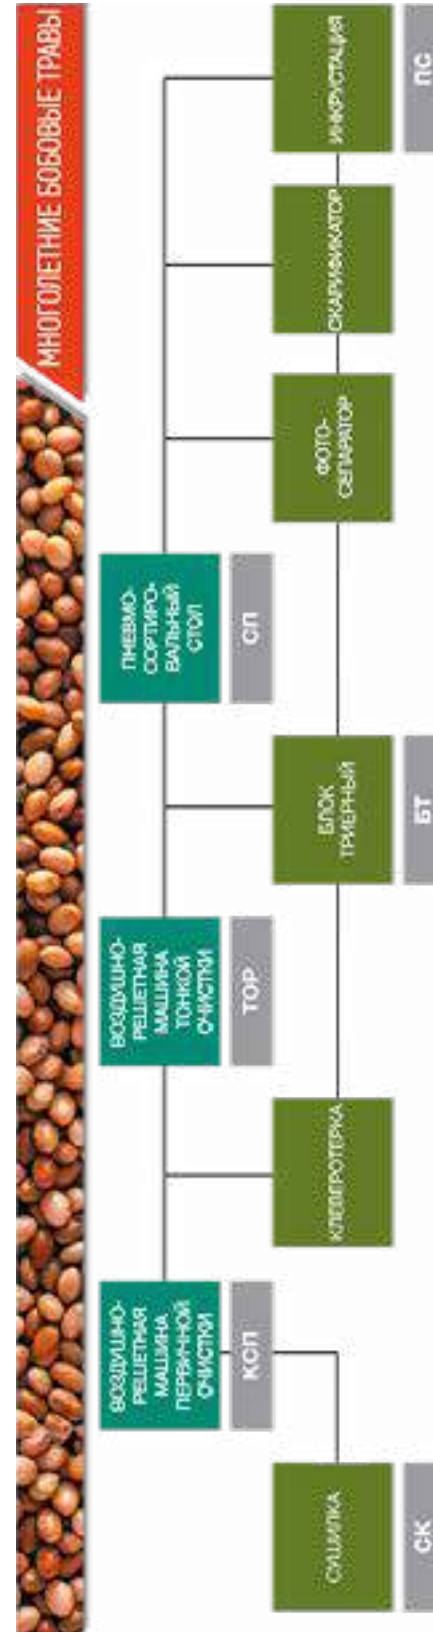 МНОГОЛЕТНИЕ БОБОВЫЕ ТРАВЫ
ВОЗДУШНО-
РЕШЕТНАЯ
МАШИНА
ПЕРВИЧНОЙ
ОЧИСТКИ
КСП
ВОЗДУШНО-
РЕШЕТНАЯ
МАШИНА
ТОНКОЙ
ОЧИСТКИ
ТОР
ПНЕВМО-
СОРТИРО-
ВАЛЬНЫЙ
СТОЛ
СП
СУШИЛКА
СК
КЛЕВЕРОТЕРКА
БЛОК
ТРИЕРНЫЙ
БТ
ФОТО-
СЕПАРАТОР
СКАРИФИКАТОР
ИНКРУСТАЦИЯ
ПС